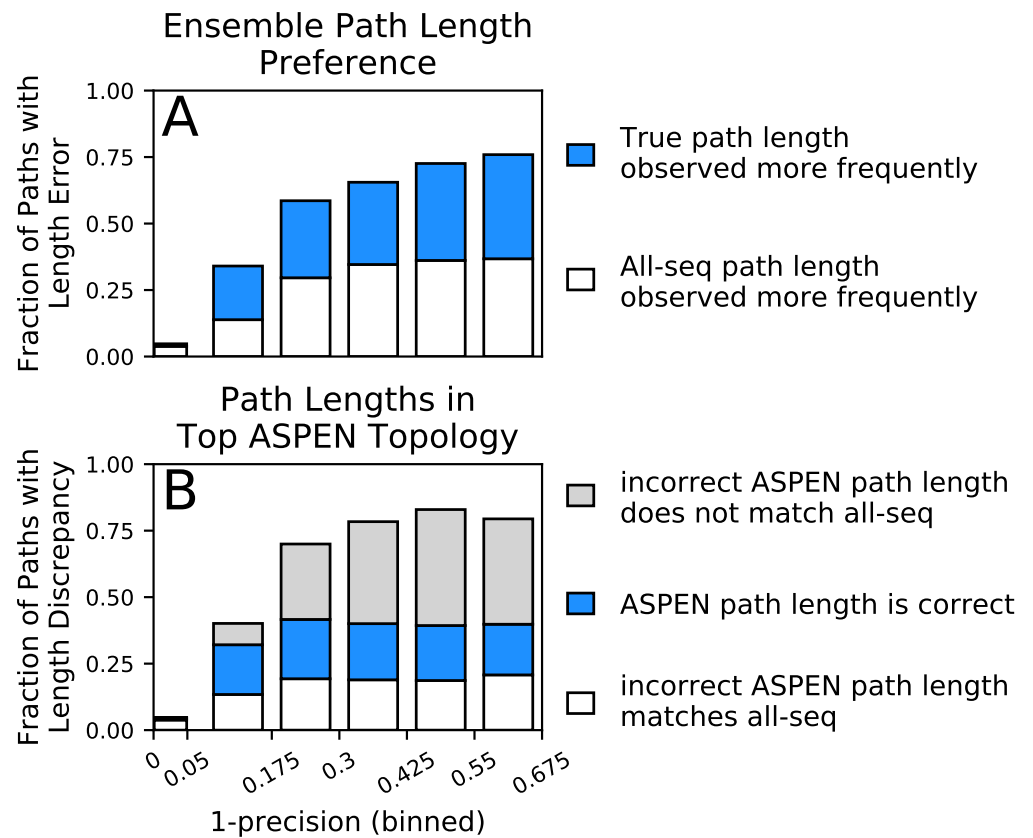 Ensemble Path Length
Preference
A
Fraction of Paths with
Length Error
1.00
0.75
0.50
0.25
0.00
True path length
observed more frequently
All-seq path length
observed more frequently
Path Lengths in
Top ASPEN Topology
B
Fraction of Paths with
Length Discrepancy
1.00
0.75
0.50
0.25
0.00
incorrect ASPEN path length
does not match all-seq
ASPEN path length is correct
incorrect ASPEN path length
matches all-seq
0
0.05
0.175
0.3
0.425
0.55
0.675
1-precision (binned)